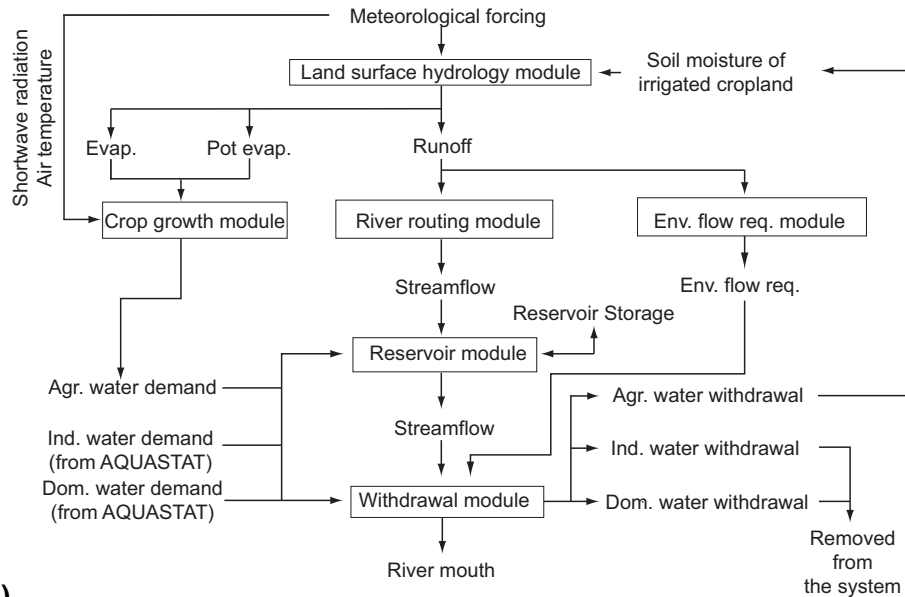 Meteorological forcing
Shortwave radiation
Air temperature
Land surface hydrology module
Soil moisture of
irrigated cropland
Evap.
Pot evap.
Runoff
Crop growth module
River routing module
Env. flow req. module
Streamflow
Env. flow req.
Reservoir Storage
Reservoir module
Agr. water demand
Agr. water withdrawal
Streamflow
Ind. water demand
(from AQUASTAT)
Ind. water withdrawal
Dom. water demand
(from AQUASTAT)
Withdrawal module
Dom. water withdrawal
Removed
from
the system
River mouth
)